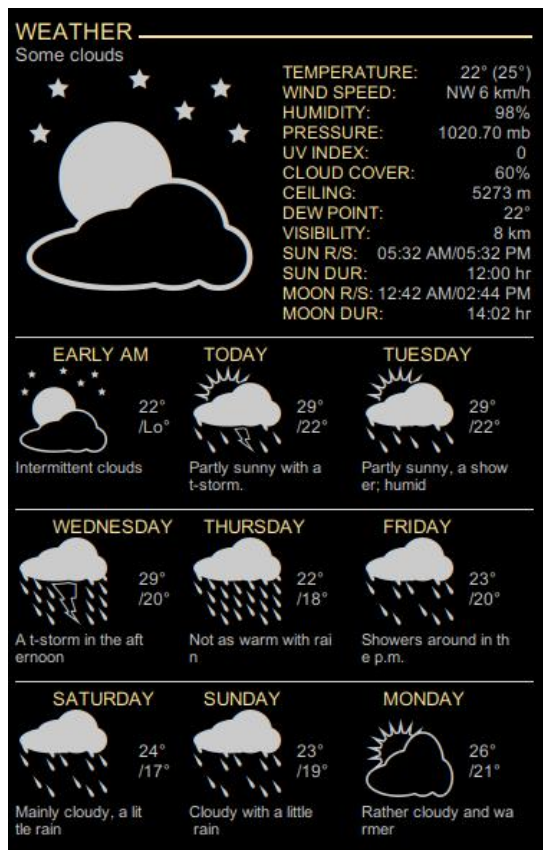 WEATHER
Some clouds
TEMPERATURE: 22° (25°)
WIND SPEED: NW 6 km/h
HUMIDITY: 98%
PRESSURE: 1020.70 mb
UV INDEX: 0
CLOUD COVER: 60%
CEILING: 5273 m
DEW POINT: 22°
VISIBILITY: 8 km
SUN R/S: 05:32 AM/05:32 PM
SUN DUR: 12:00 hr
MOON R/S: 12:42 AM/02:44 PM
MOON DUR: 14:02 hr
EARLY AM
22°
/Lo°
Intermittent clouds
TODAY
29°
/22°
Partly sunny with a
t-storm.
TUESDAY
29°
/22°
Partly sunny, a show
er; humid
WEDNESDAY
29°
/20°
A t-storm in the aft
ernoon
THURSDAY
22°
/18°
Not as warm with rai
n
FRIDAY
23°
/20°
Showers around in th
e p.m.
SATURDAY
24°
/17°
Mainly cloudy, a lit
tle rain
SUNDAY
23°
/19°
Cloudy with a little
rain
MONDAY
26°
/21°
Rather cloudy and wa
rmer